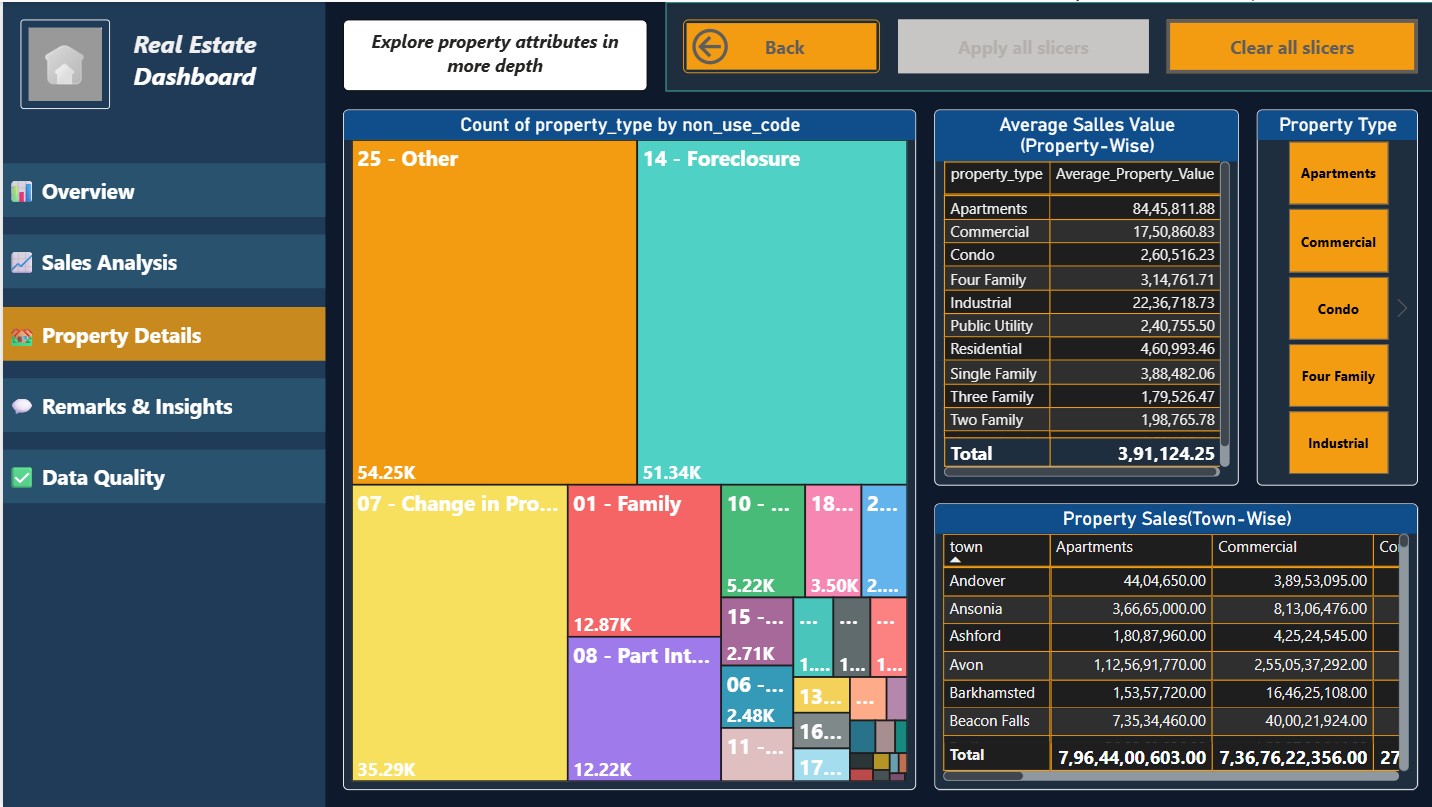 Real Estate
Dashboard
Explore property attributes in
more depth
Back
Apply all slicers
Clear all slicers
Overview
Sales Analysis
Property Details
Remarks & Insights
Data Quality
Count of property_type by non_use_code
25 - Other
54.25K
14 - Foreclosure
51.34K
07 - Change in Pro...
35.29K
01 - Family
12.87K
08 - Part Int...
12.22K
10 - ...
5.22K
18...
3.50K
2...
2....
15 -...
2.71K
06 -...
2.48K
11 -...
...
1....
...
1...
...
1...
13...
...
16...
17...
Average Salles Value
(Property-Wise)
property_type Average_Property_Value
Apartments 84,45,811.88
Commercial 17,50,860.83
Condo 2,60,516.23
Four Family 3,14,761.71
Industrial 22,36,718.73
Public Utility 2,40,755.50
Residential 4,60,993.46
Single Family 3,88,482.06
Three Family 1,79,526.47
Two Family 1,98,765.78
Total 3,91,124.25
Property Type
Apartments
Commercial
Condo
Four Family
Industrial
Property Sales(Town-Wise)
town Apartments Commercial Co
Andover 44,04,650.00 3,89,53,095.00
Ansonia 3,66,65,000.00 8,13,06,476.00
Ashford 1,80,87,960.00 4,25,24,545.00
Avon 1,12,56,91,770.00 2,55,05,37,292.00
Barkhamsted 1,53,57,720.00 16,46,25,108.00
Beacon Falls 7,35,34,460.00 40,00,21,924.00
Total 7,96,44,00,603.00 7,36,76,22,356.00 27